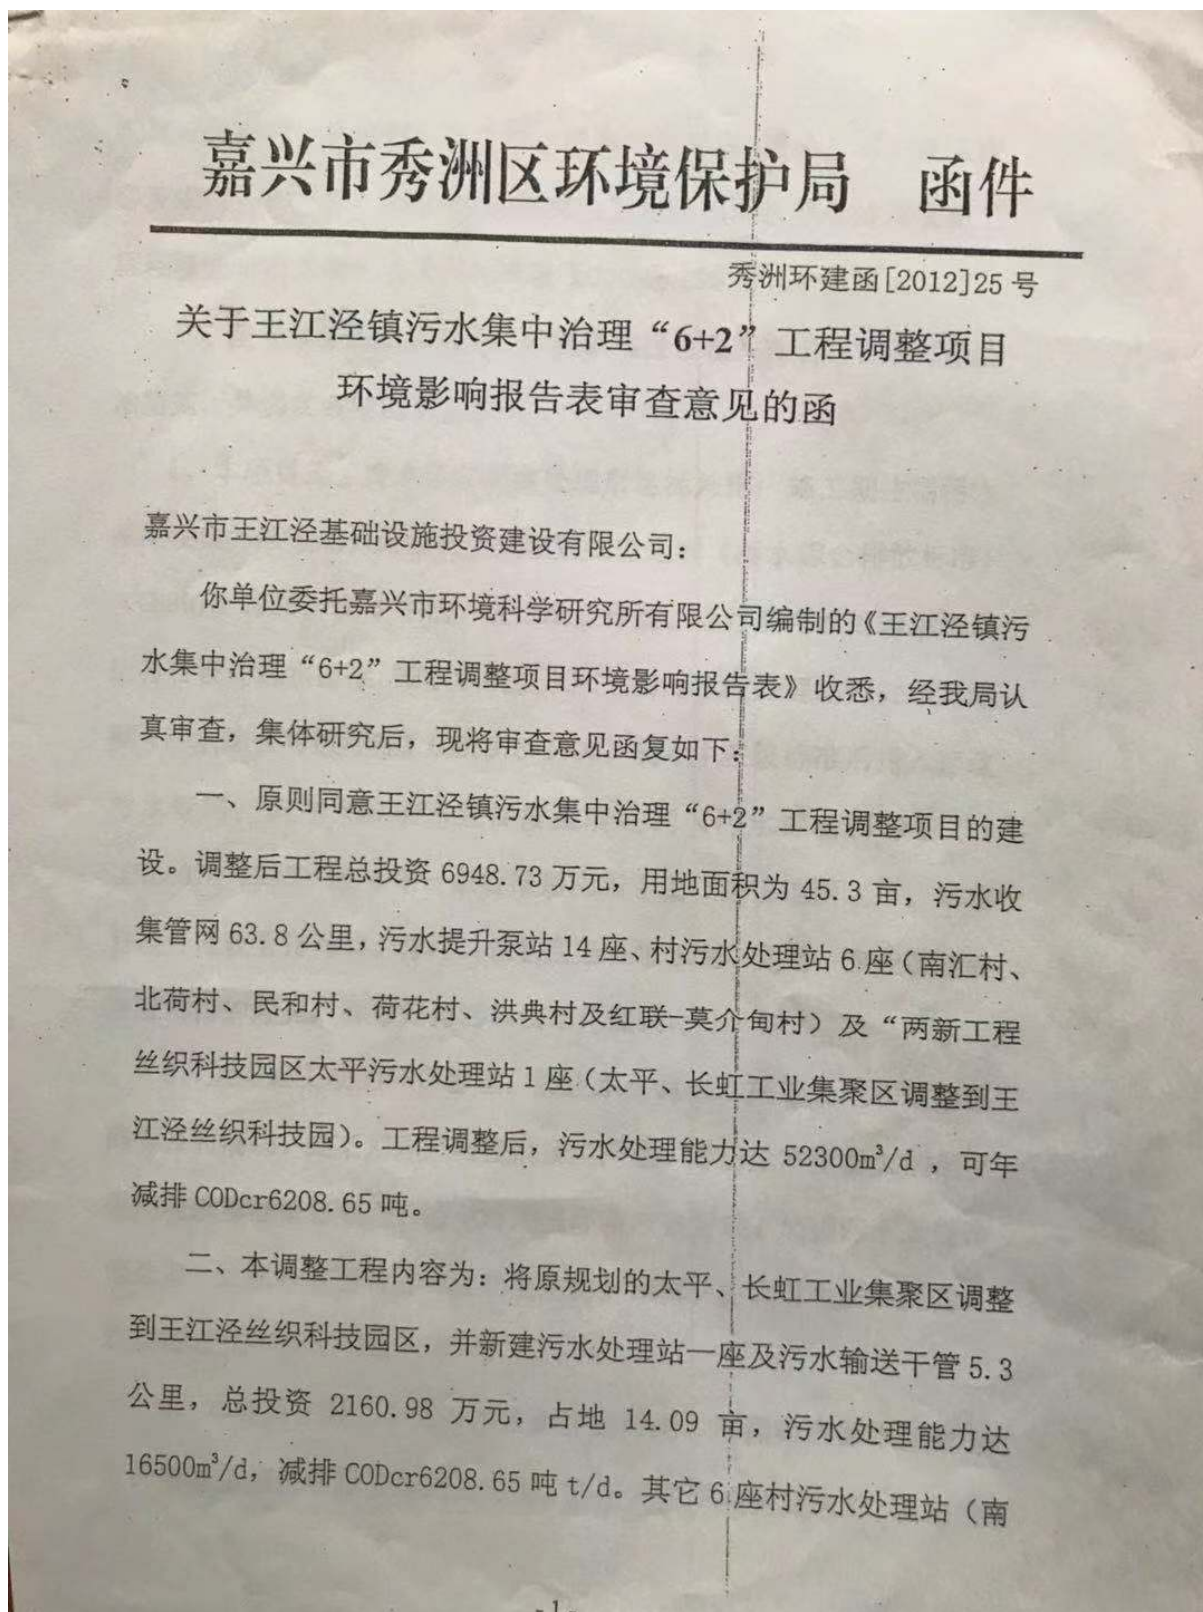 嘉兴市秀洲区环境保护局 函件
秀洲环建函[2012]25号
关于王江泾镇污水集中治理“6+2”工程调整项目
环境影响报告表审查意见的函
嘉兴市王江泾基础设施投资建设有限公司：
你单位委托嘉兴市环境科学研究所有限公司编制的《王江泾镇污
水集中治理“6+2”工程调整项目环境影响报告表》收悉，经我局认
真审查，集体研究后，现将审查意见函复如下：
一、原则同意王江泾镇污水集中治理“6+2”工程调整项目的建
设。调整后工程总投资6948.73万元，用地面积为45.3亩，污水收
集管网63.8公里，污水提升泵站14座、村污水处理站6座（南汇村、
北荷村、民和村、荷花村、洪典村及红联-莫介甸村）及“两新工程
丝织科技园区太平污水处理站1座（太平、长虹工业集聚区调整到王
江泾丝织科技园）。工程调整后，污水处理能力达 52300m³/d ，可年
减排CODcr6208.65吨。
二、本调整工程内容为：将原规划的太平、长虹工业集聚区调整
到王江泾丝织科技园区，并新建污水处理站一座及污水输送干管5.3
公里，总投资 2160.98 万元，占地 14.09 亩，污水处理能力达
16500m³/d，减排CODcr6208.65吨t/d。其它6座村污水处理站（南
-1-